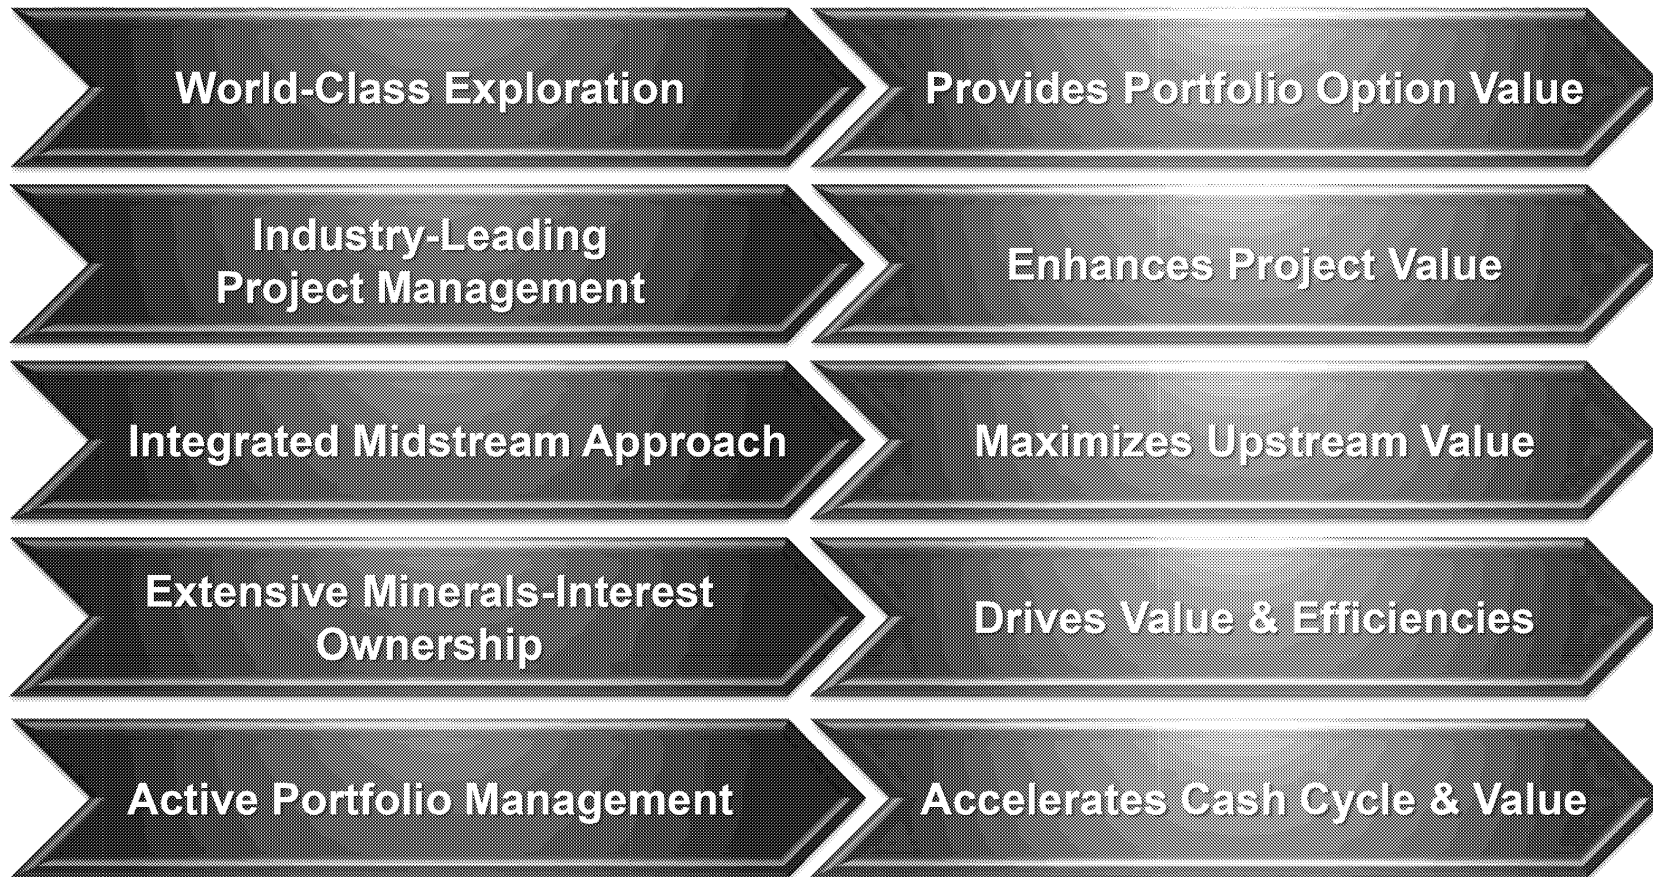 World-Class Exploration
Provides Portfolio Option Value
Industry-Leading
Project Management
Enhances Project Value
Integrated Midstream Approach
Maximizes Upstream Value
Extensive Minerals-Interest
Ownership
Drives Value & Efficiencies
Active Portfolio Management
Accelerates Cash Cycle & Value